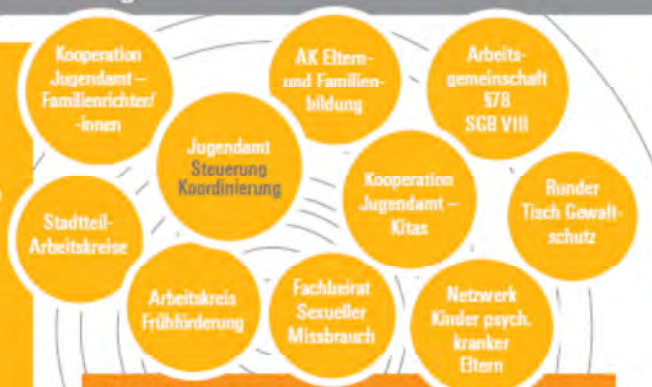 Kooperation
Jugendamt –
Familienrichter/
-innen
AK Eltern-
und Familien-
bildung
Arbeits-
gemeinschaft
§78
SGB VIII
Jugendamt
Steuerung
Koordinierung
Kooperation
Jugendamt –
Kitas
Runder
Tisch Gewalt-
schutz
Stadtteil-
Arbeitskreise
Arbeitskreis
Frühförderung
Fachbeirat
Sexueller
Missbrauch
Netzwerk
Kinder psych.
kranker
Eltern